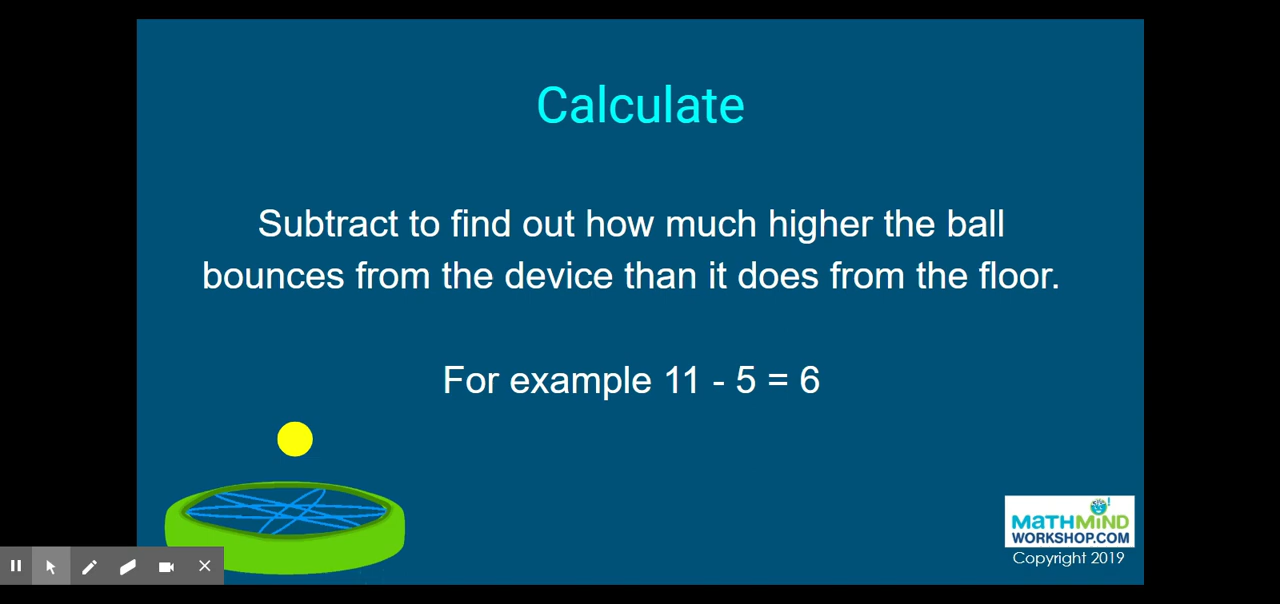 Calculate
Subtract to find out how much higher the ball
bounces from the device than it does from the floor.
For example 11 - 5 = 6
MATHMIND
WORKSHOP.COM
Copyright 2019